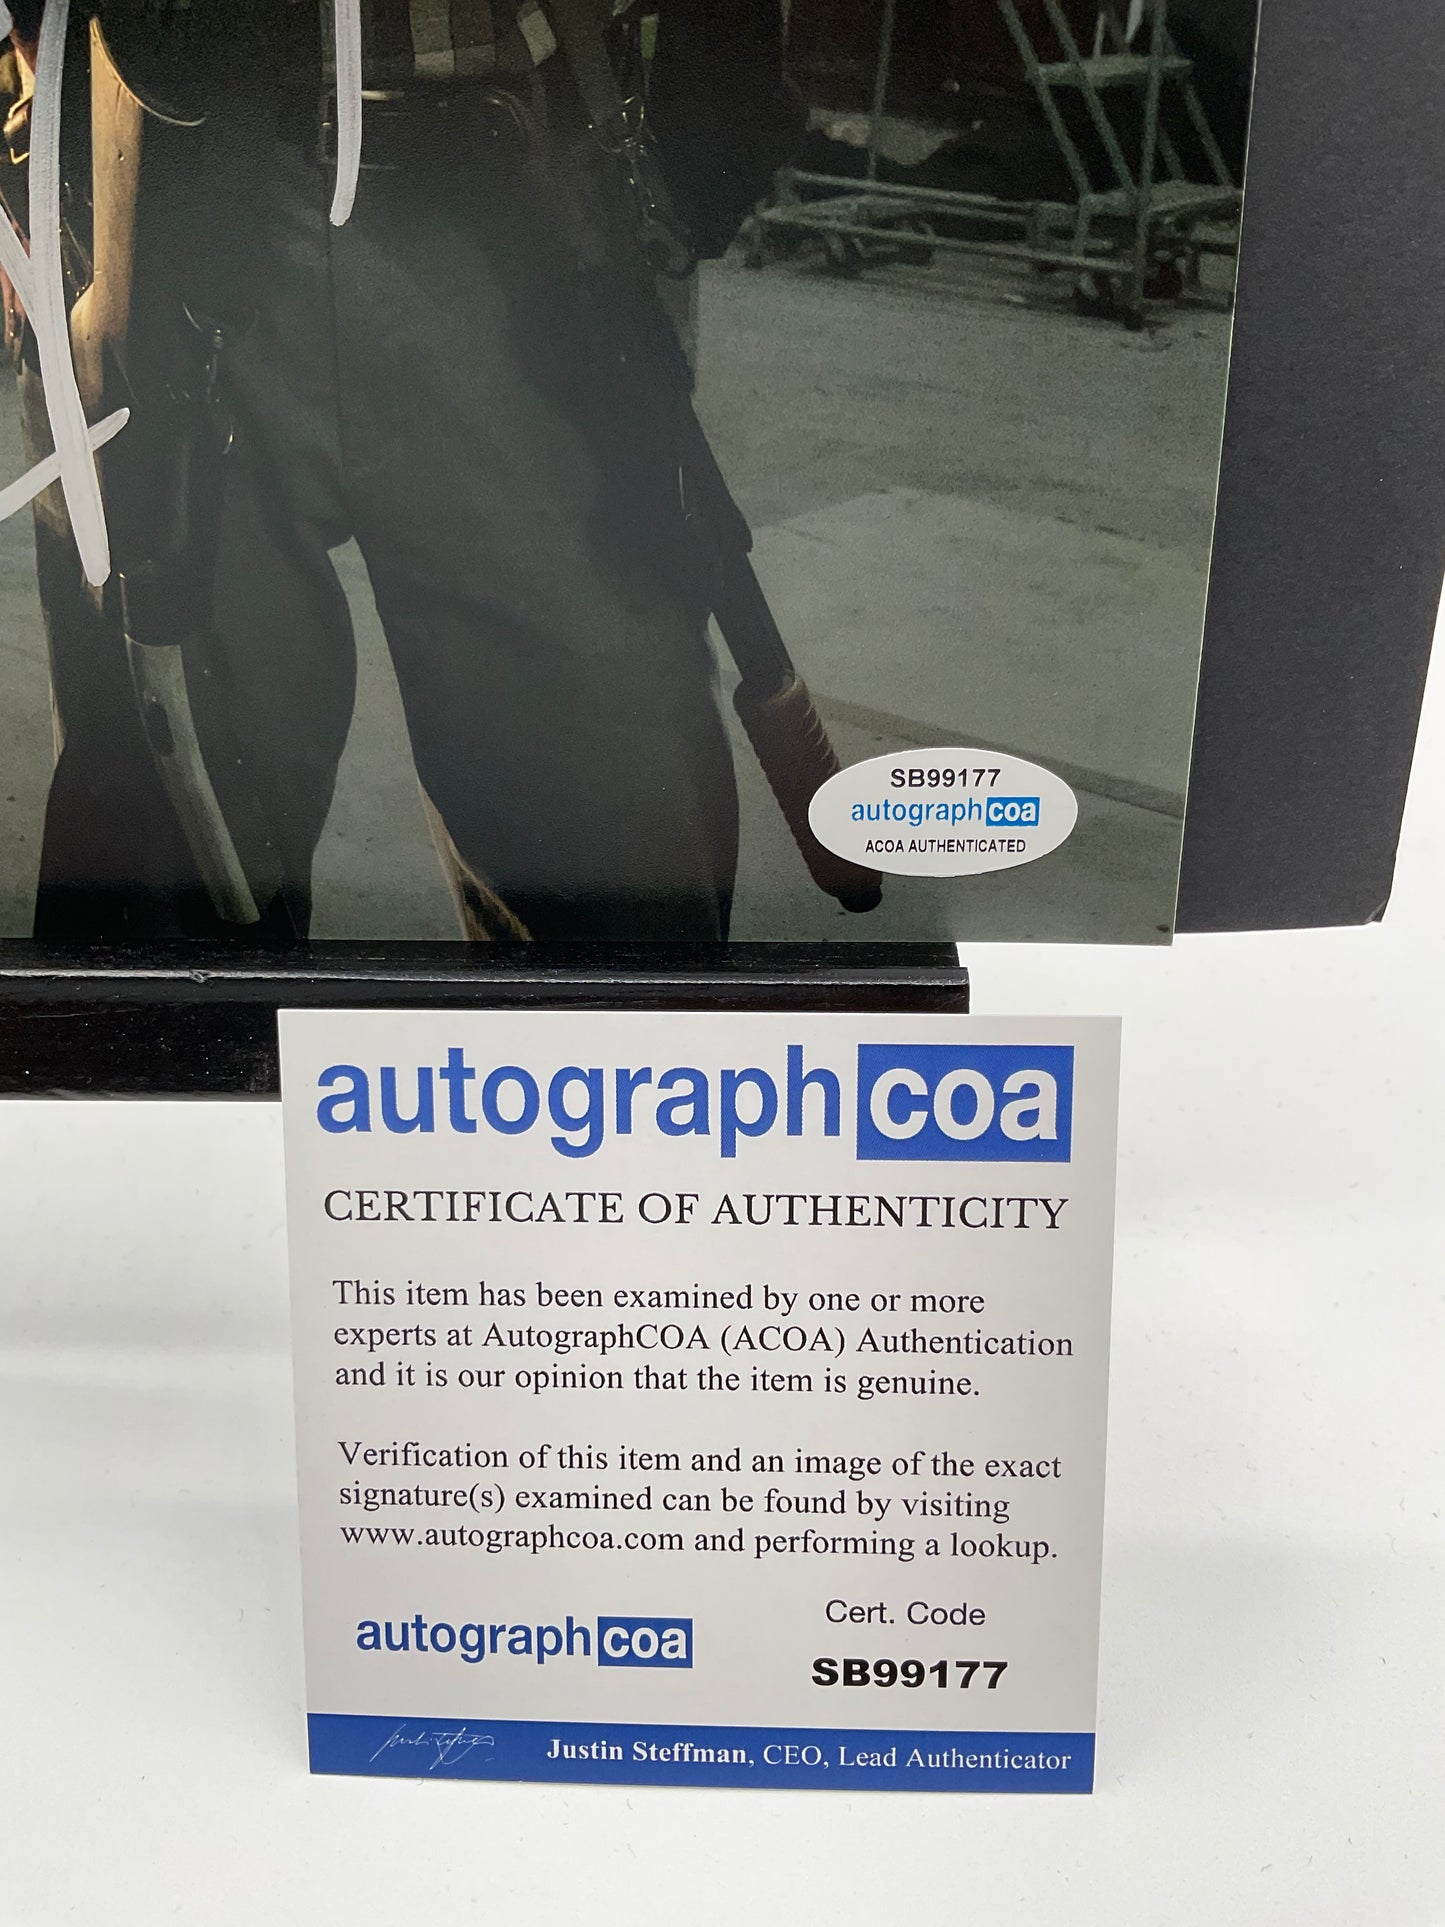 SB99177
autographcoa
ACOA AUTHENTICATED
autographcoa
CERTIFICATE OF AUTHENTICITY
This item has been examined by one or more
experts at AutographCOA (ACOA) Authentication
and it is our opinion that the item is genuine.
Verification of this item and an image of the exact
signature(s) examined can be found by visiting
www.autographcoa.com and performing a lookup.
Cert. Code
autographcoa
SB99177
Justin Steffman, CEO, Lead Authenticator